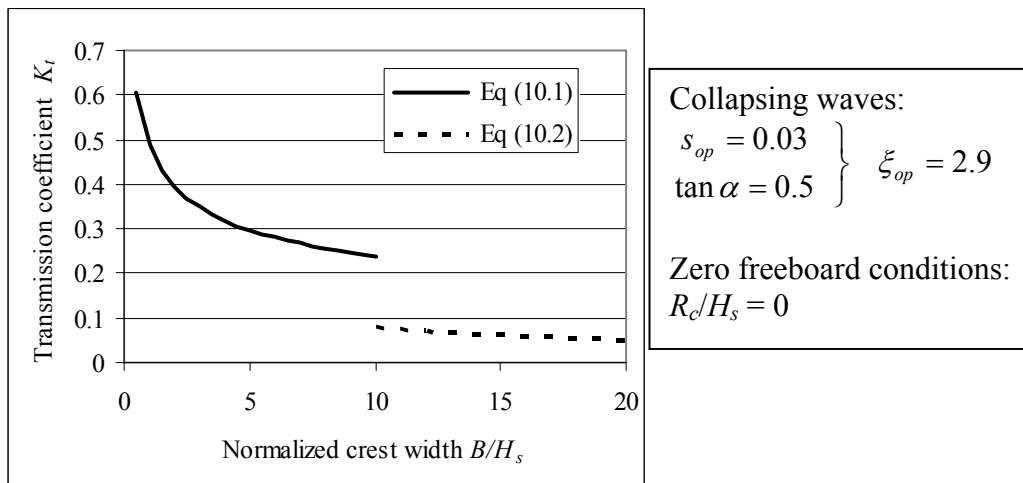 0.7
0.6
0.5
0.4
0.3
0.2
0.1
0
Transmission coefficient K_t
Eq (10.1)
Eq (10.2)
0 5 10 15 20
Normalized crest width B/H_s
Collapsing waves:
s_op = 0.03
tan α = 0.5
ξ_op = 2.9
Zero freeboard conditions:
R_c/H_s = 0